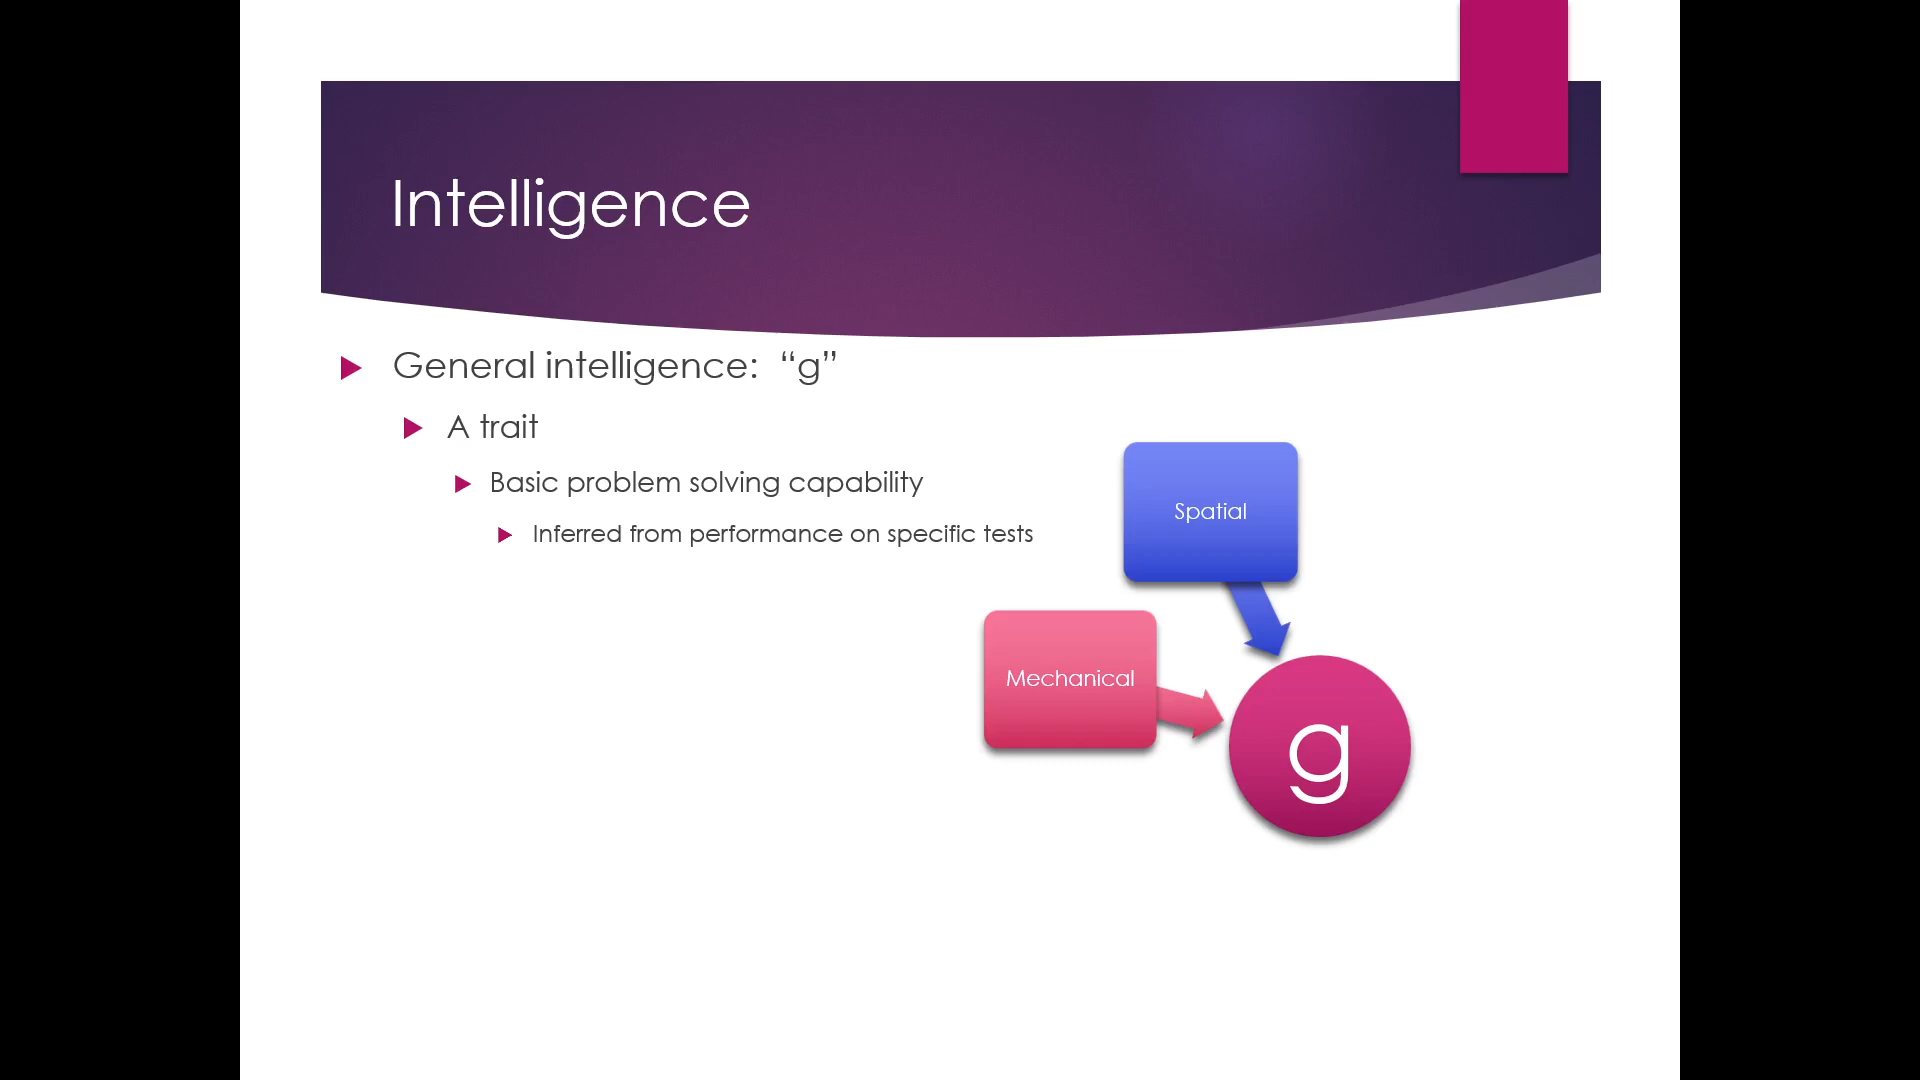 Intelligence
General intelligence:  “g”
A trait
Basic problem solving capability
Inferred from performance on specific tests
Spatial
Mechanical
g